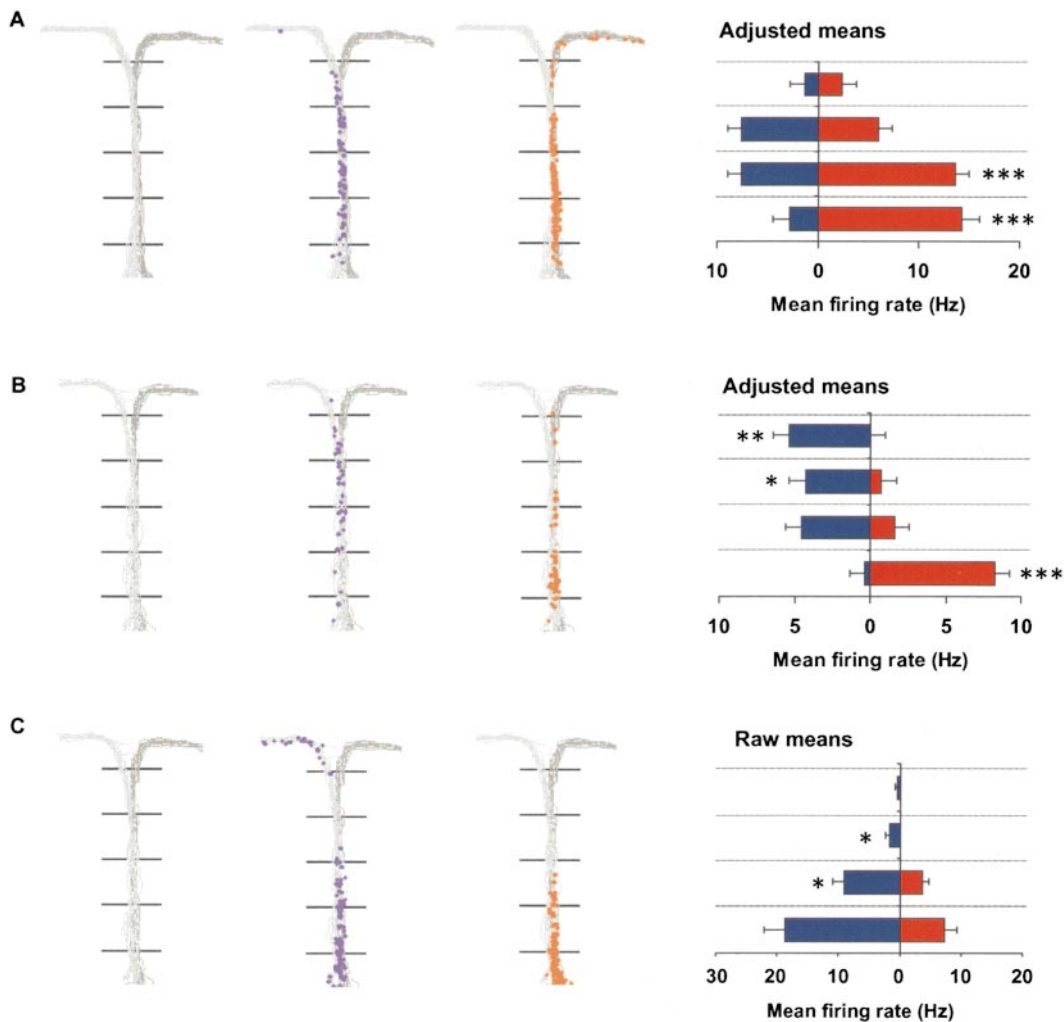 A
Adjusted means
***
***
10 0 10 20
Mean firing rate (Hz)
B
Adjusted means
**
*
***
10 5 0 5 10
Mean firing rate (Hz)
C
Raw means
*
*
30 20 10 0 10 20
Mean firing rate (Hz)